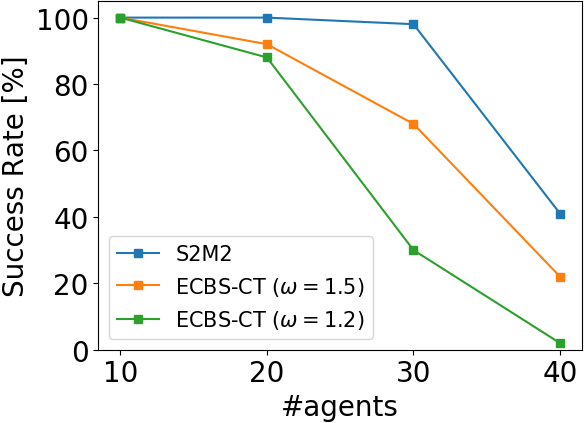 Success Rate [%]
100
80
60
40
20
0
S2M2
ECBS-CT (ω = 1.5)
ECBS-CT (ω = 1.2)
10 20 30 40
#agents